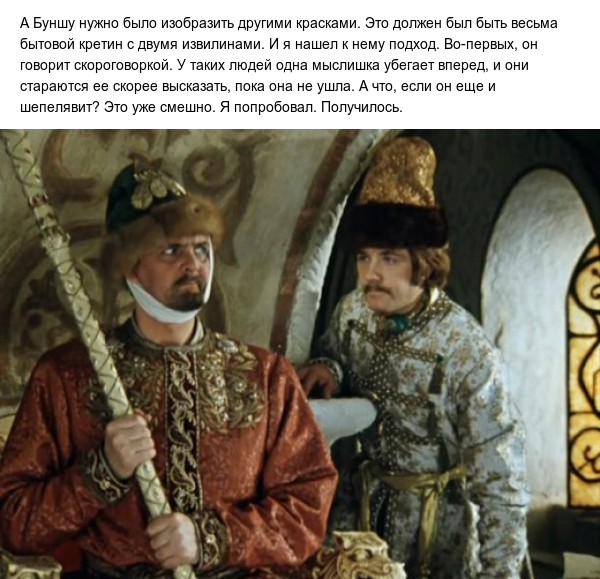 А Буншу нужно было изобразить другими красками. Это должен был быть весьма
бытовой кретин с двумя извилинами. И я нашел к нему подход. Во-первых, он
говорит скороговоркой. У таких людей одна мыслишка убегает вперед, и они
стараются ее скорее высказать, пока она не ушла. А что, если он еще и
шепелявит? Это уже смешно. Я попробовал. Получилось.